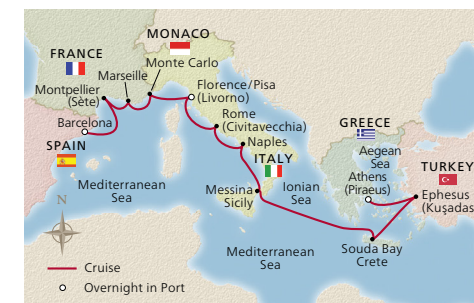 MONACO
FRANCE
Monte Carlo
Marseille
Montpellier
(Sète)
Florence/Pisa
(Livorno)
Barcelona
Rome
(Civitavecchia)
SPAIN
Naples
ITALY
GREECE
Aegean
Sea
TURKEY
Athens
(Piraeus)
Ephesus
(Kuşadas
Mediterranean
Sea
Messina
Sicily
Ionian
Sea
N
Mediterranean
Sea
Souda Bay
Crete
Cruise
Overnight in Port